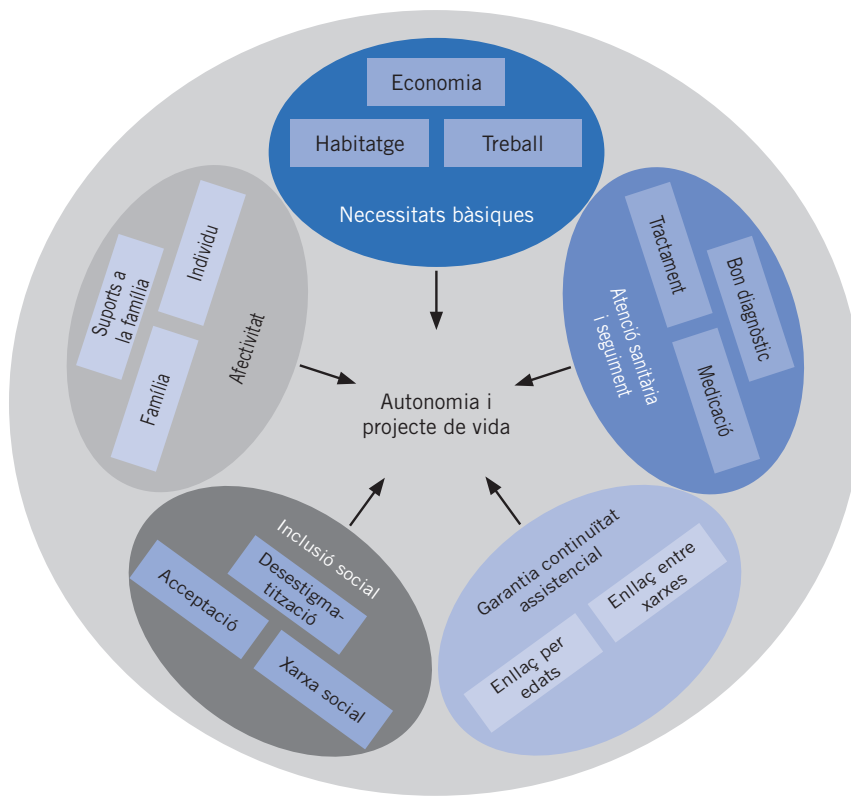 Economia
Habitatge
Treball
Necessitats bàsiques
Tractament
Bon diagnòstic
Medicació
Atenció sanitària
i seguiment
Garantia continuïtat
assistencial
Enllaç entre
xarxes
Enllaç per
edats
Inclusió social
Desestigma-
tització
Acceptació
Xarxa social
Individu
Suports a
la família
Família
Afectivitat
Autonomia i
projecte de vida